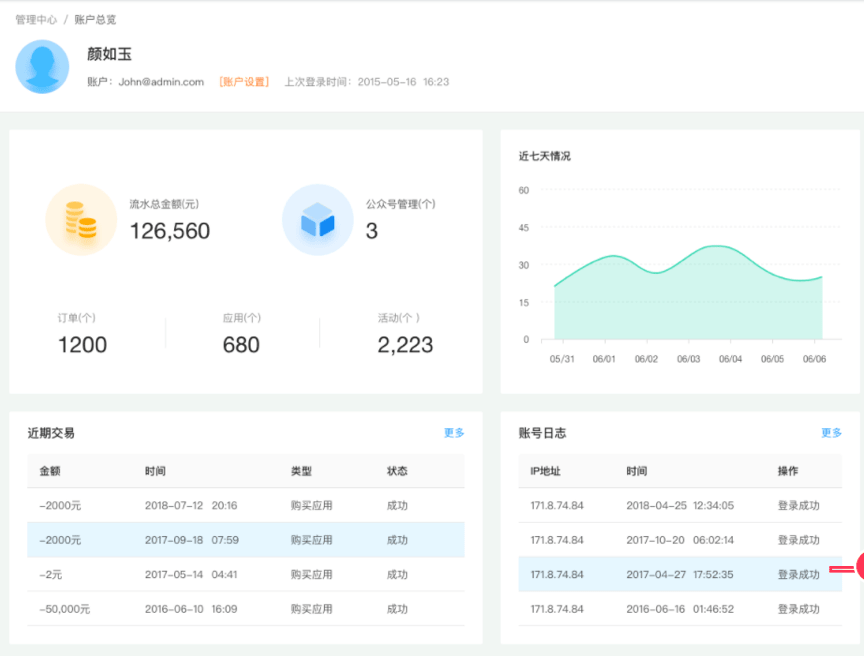 管理中心 / 账户总览
颜如玉
账户：John@admin.com [账户设置] 上次登录时间：2015-05-16 16:23
流水总金额(元)
126,560
公众号管理(个)
3
订单(个)
1200
应用(个)
680
活动(个 )
2,223
近七天情况
60
45
30
15
0
05/31 06/01 06/02 06/03 06/04 06/05 06/06
近期交易 更多
金额 时间 类型 状态
-2000元 2018-07-12 20:16 购买应用 成功
-2000元 2017-09-18 07:59 购买应用 成功
-2元 2017-05-14 04:41 购买应用 成功
-50,000元 2016-06-10 16:09 购买应用 成功
账号日志 更多
IP地址 时间 操作
171.8.74.84 2018-04-25 12:34:05 登录成功
171.8.74.84 2017-10-20 06:02:14 登录成功
171.8.74.84 2017-04-27 17:52:35 登录成功
171.8.74.84 2016-06-16 01:46:52 登录成功